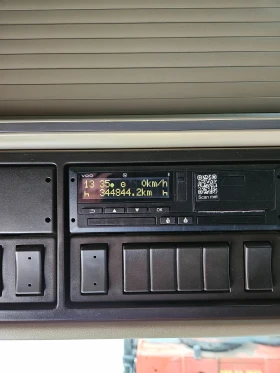 VDO
13 35● ⊙ 0km/h
h 344844.2km h
OK
Scan me!